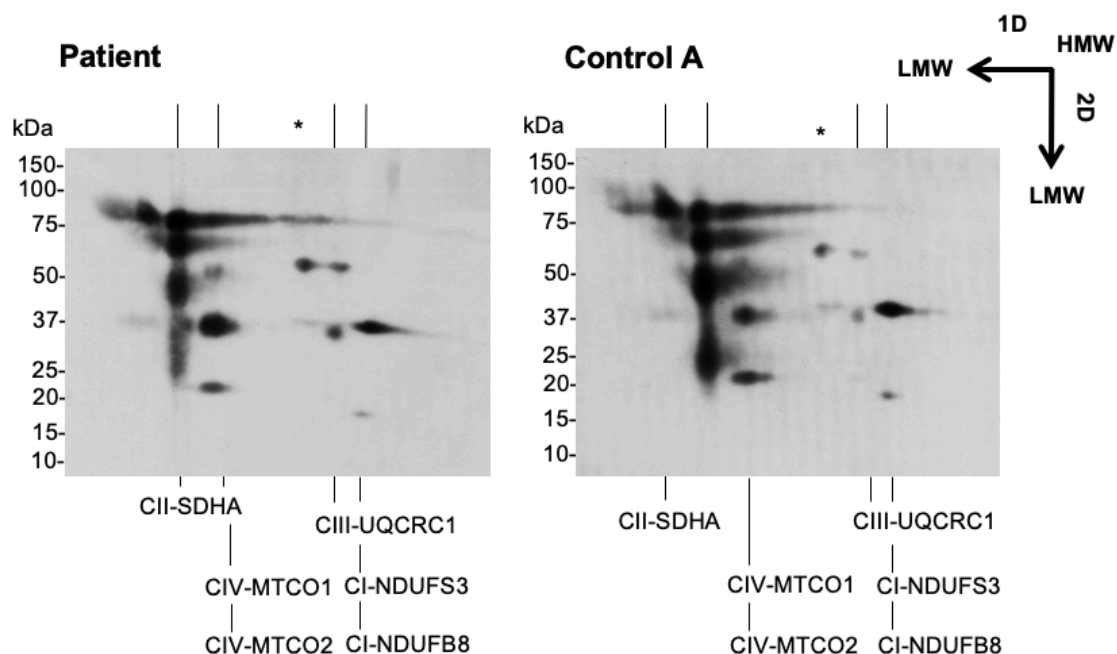 Patient
Control A
1D
HMW
LMW
2D
LMW
kDa
*
150-
100-
75-
50-
37-
25-
20-
15-
10-
CII-SDHA
CIII-UQCRC1
CIV-MTCO1
CI-NDUFS3
CIV-MTCO2
CI-NDUFB8
kDa
*
150-
100-
75-
50-
37-
25-
20-
15-
10-
CII-SDHA
CIII-UQCRC1
CIV-MTCO1
CI-NDUFS3
CIV-MTCO2
CI-NDUFB8